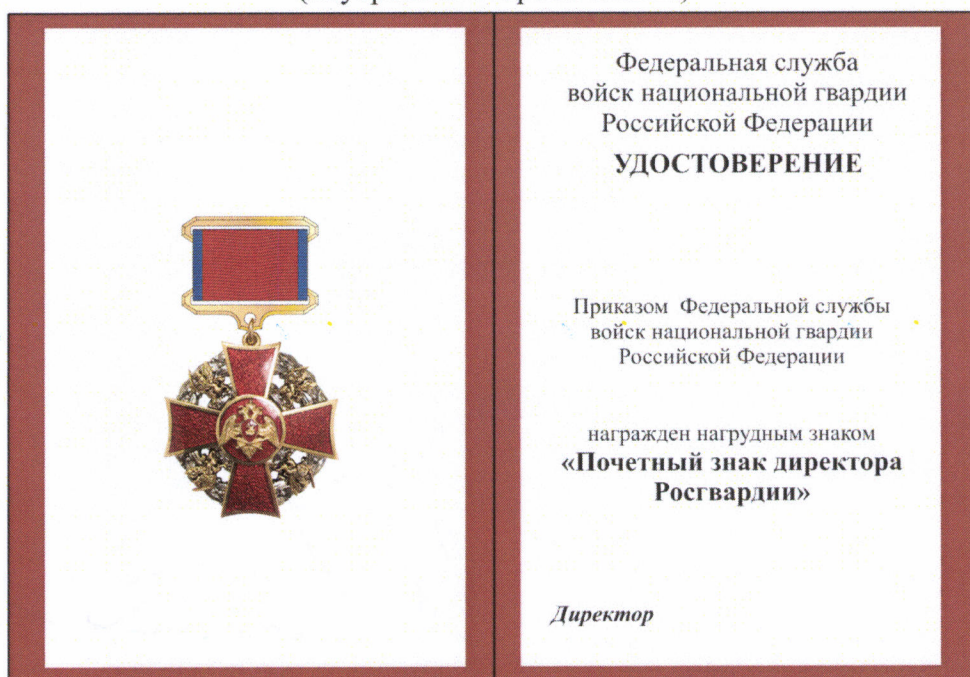 Федеральная служба
войск национальной гвардии
Российской Федерации
УДОСТОВЕРЕНИЕ
Приказом Федеральной службы
войск национальной гвардии
Российской Федерации
награжден нагрудным знаком
«Почетный знак директора
Росгвардии»
Директор